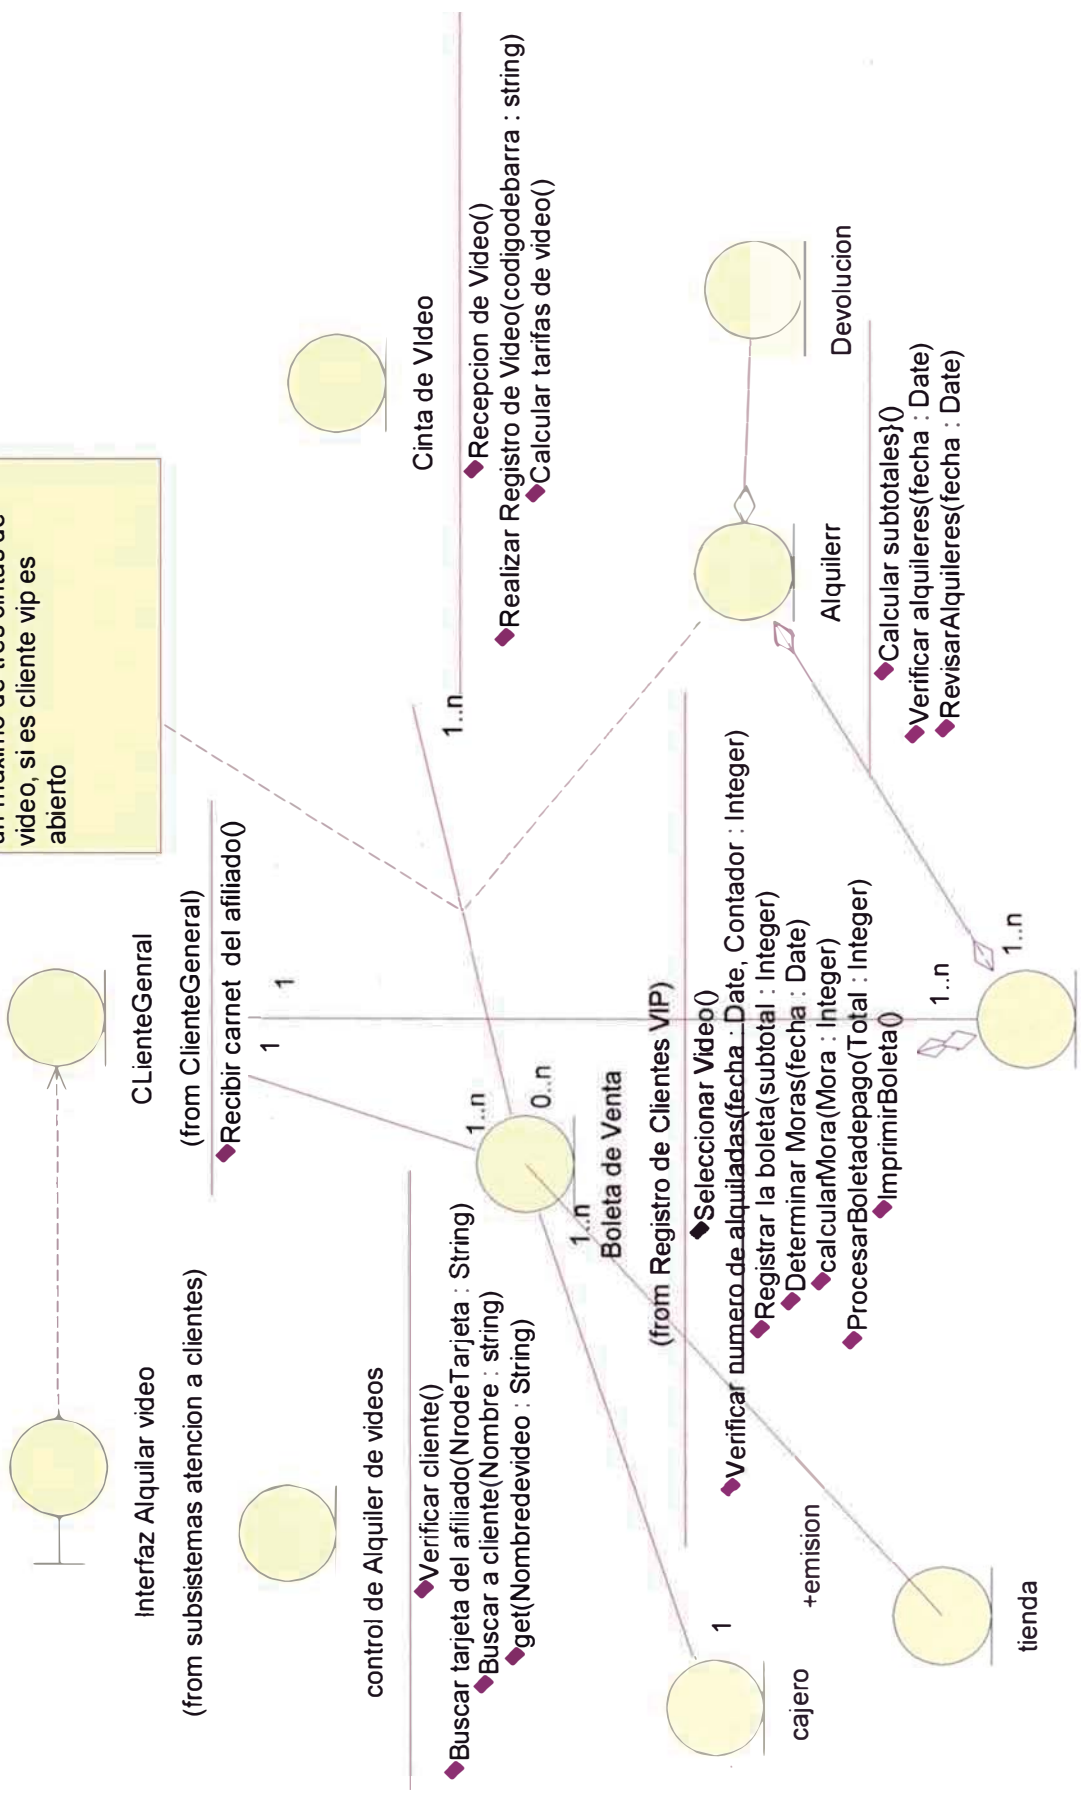 un maximo de tres cintas de
video, si es cliente vip es
abierto
Interfaz Alquilar video
(from subsistemas atencion a clientes)
CLienteGenral
(from ClienteGeneral)
Recibir carnet del afiliado()
1
1
control de Alquiler de videos
Verificar cliente()
Buscar tarjeta del afiliado(NrodeTarjeta : String)
Buscar a cliente(Nombre : string)
get(Nombredevideo : String)
Cinta de VIdeo
Recepcion de Video()
Realizar Registro de Video(codigodebarra : string)
Calcular tarifas de video()
1..n
1..n
0..n
1..n
Boleta de Venta
(from Registro de Clientes VIP)
Seleccionar Video()
Verificar numero de alquiladas(fecha : Date, Contador : Integer)
Registrar la boleta(subtotal : Integer)
Determinar Moras(fecha : Date)
calcularMora(Mora : Integer)
ProcesarBoletadepago(Total : Integer)
ImprimirBoleta()
Alquilerr
Calcular subtotales}()
Verificar alquileres(fecha : Date)
RevisarAlquileres(fecha : Date)
Devolucion
1
cajero
+emision
tienda
1..n
1..n